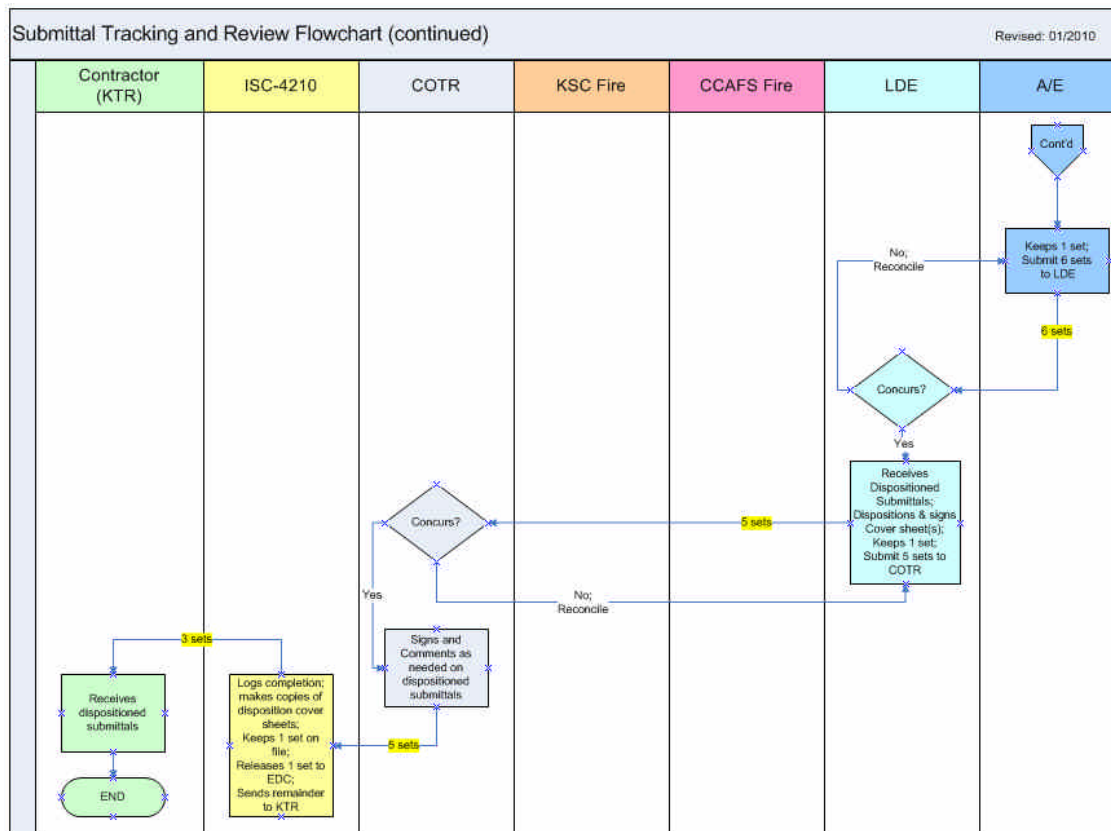 Submittal Tracking and Review Flowchart (continued)
Revised: 01/2010
Contractor
(KTR)
ISC-4210
COTR
KSC Fire
CCAFS Fire
LDE
A/E
Cont'd
Keeps 1 set;
Submit 6 sets
to LDE
No;
Reconcile
6 sets
Concurs?
Yes
Receives
Dispositioned
Submittals;
Dispositions & signs
Cover sheet(s);
Keeps 1 set;
Submit 5 sets to
COTR
5 sets
Concurs?
Yes
No;
Reconcile
Signs and
Comments as
needed on
dispositioned
submittals
5 sets
Logs completion;
makes copies of
disposition cover
sheets;
Keeps 1 set on
file;
Releases 1 set to
EDC;
Sends remainder
to KTR
3 sets
Receives
dispositioned
submittals
END